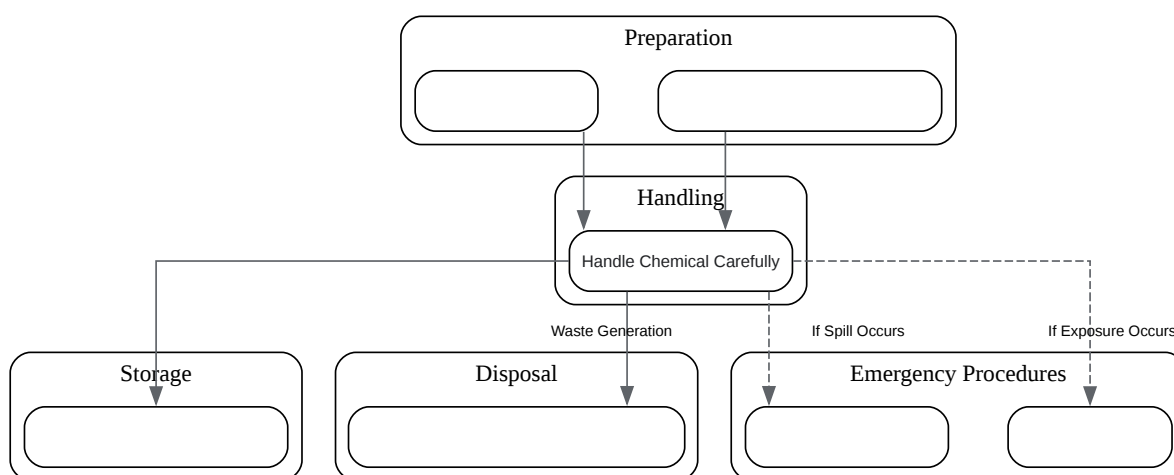 Preparation
Handling
Handle Chemical Carefully
Waste Generation
If Spill Occurs
If Exposure Occurs
Storage
Disposal
Emergency Procedures